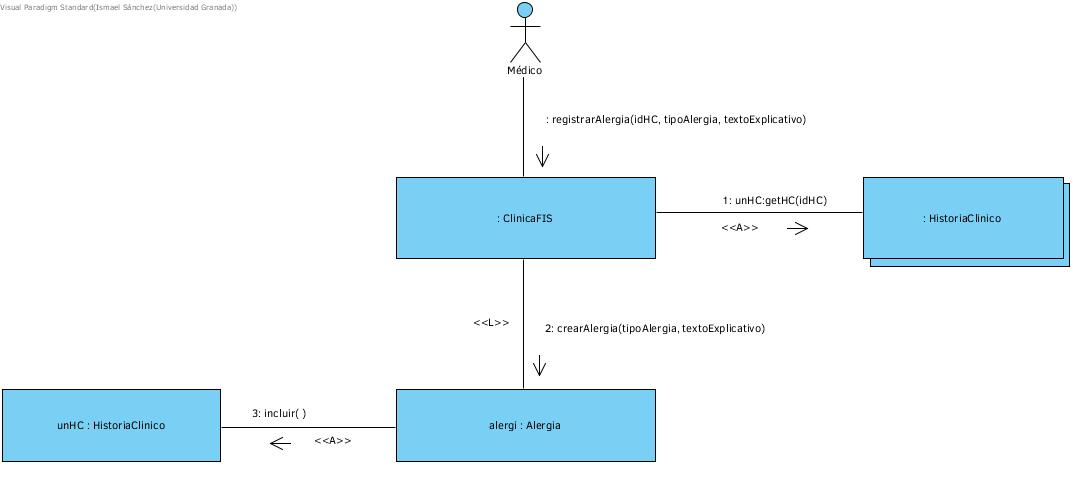 Visual Paradigm Standard(Ismael Sánchez(Universidad Granada))
Médico
: registrarAlergia(idHC, tipoAlergia, textoExplicativo)
: ClinicaFIS
1: unHC:getHC(idHC)
<<A>>
: HistoriaClinico
<<L>>
2: crearAlergia(tipoAlergia, textoExplicativo)
unHC : HistoriaClinico
3: incluir( )
<<A>>
alergi : Alergia